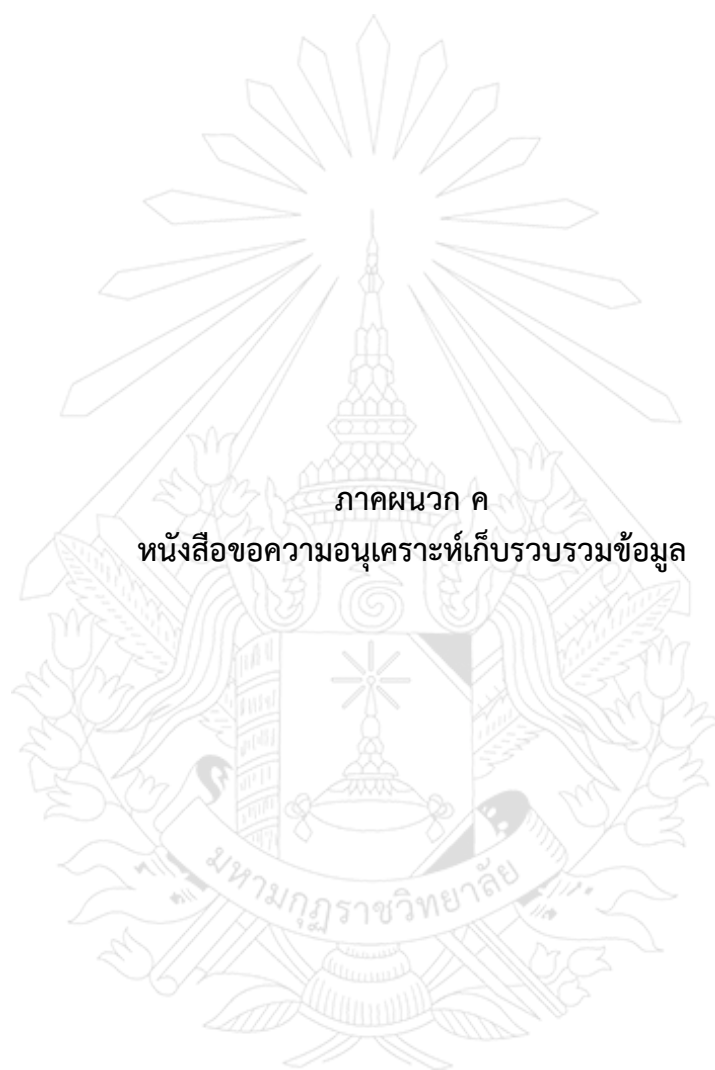 ภาคผนวก ค
หนังสือขอความอนุเคราะห์เก็บรวบรวมข้อมูล
มหามกุฏราชวิทยาลัย